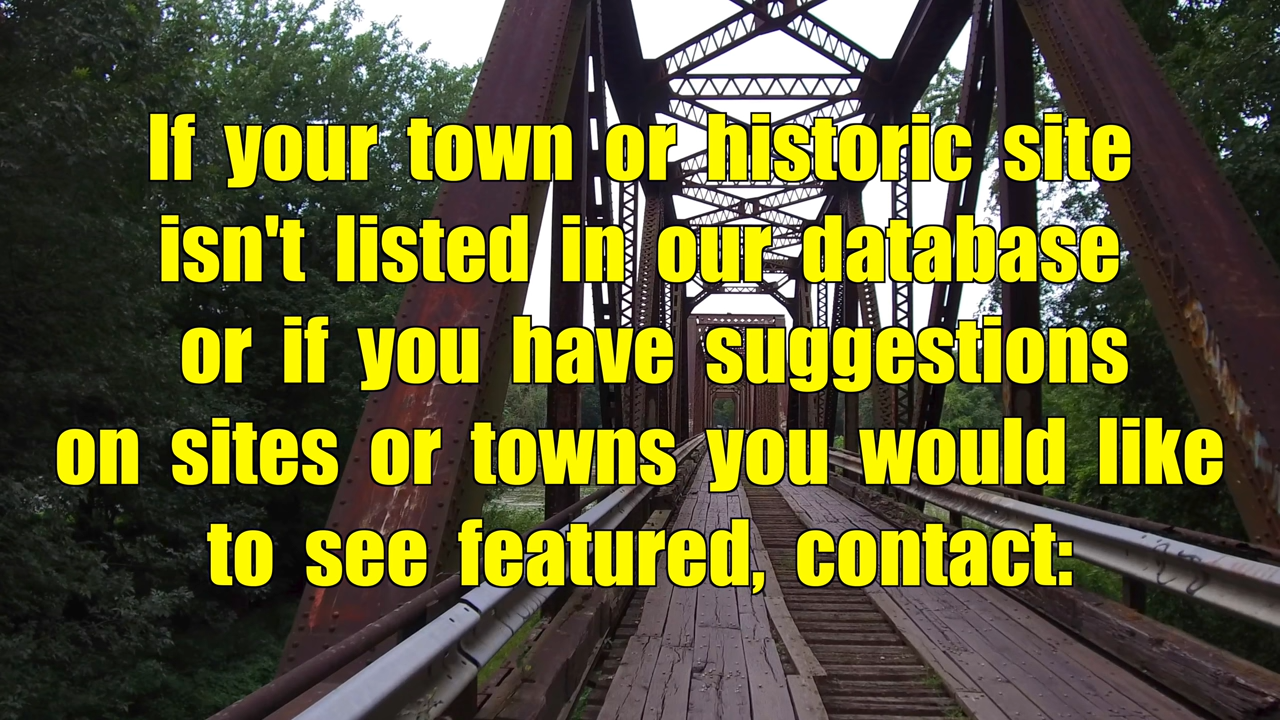 If your town or historic site
isn't listed in our database
or if you have suggestions
on sites or towns you would like
to see featured, contact: